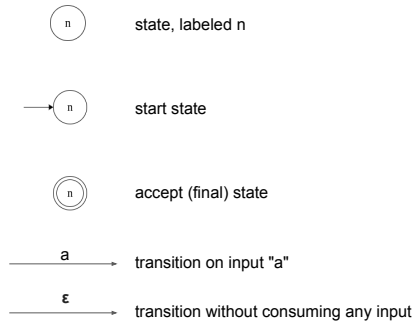 n state, labeled n
n start state
n accept (final) state
a transition on input "a"
ε transition without consuming any input